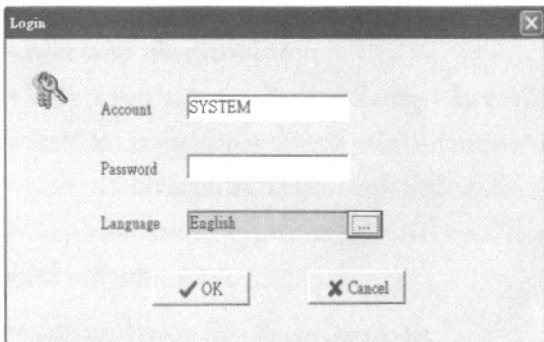 Login
Account SYSTEM
Password
Language English ...
OK Cancel